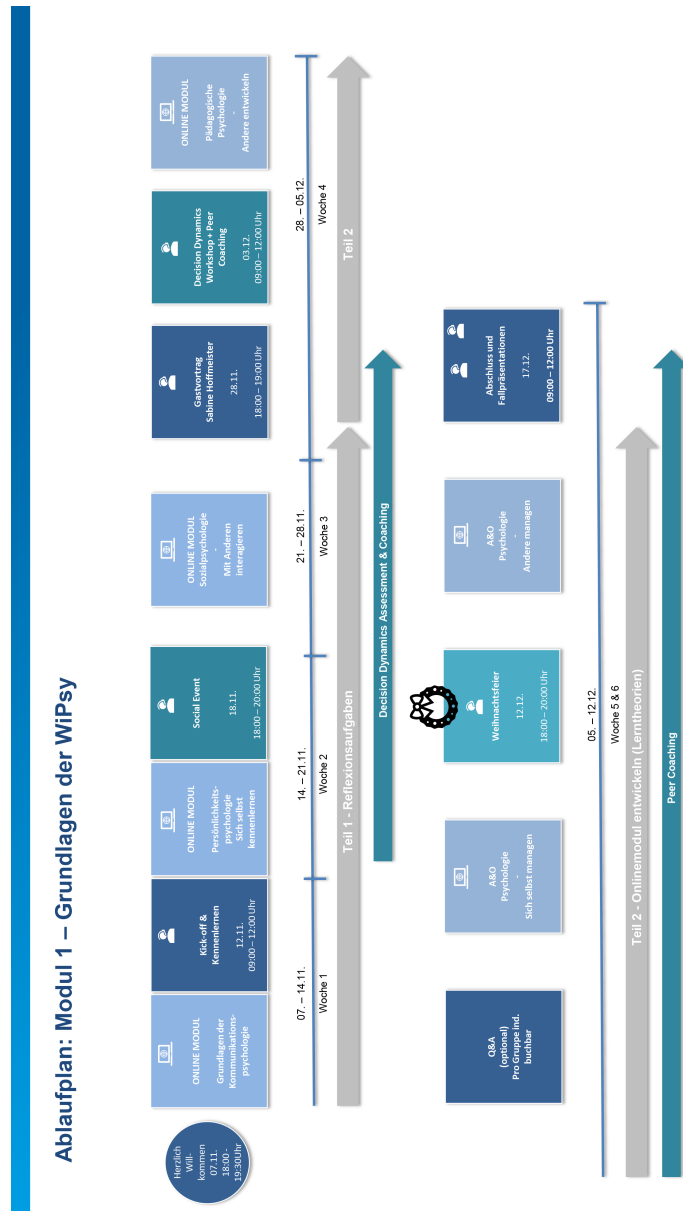 Ablaufplan: Modul 1 – Grundlagen der WiPsy
Herzlich
Will-
kommen
07.11.
18:00 -
19:30Uhr
ONLINE MODUL
Grundlagen der
Kommunikations-
psychologie
Kick-off &
Kennenlernen
12.11.
09:00 – 12:00 Uhr
ONLINE MODUL
Persönlichkeits-
psychologie
Sich selbst
kennenlernen
Social Event
18.11.
18:00 – 20:00 Uhr
ONLINE MODUL
Sozialpsychologie
-
Mit Anderen
interagieren
Gastvortrag
Sabine Hoffmeister
28.11.
18:00 – 19:00 Uhr
Decision Dynamics
Workshop + Peer
Coaching
03.12.
09:00 – 12:00 Uhr
ONLINE MODUL
Pädagogische
Psychologie
-
Andere entwickeln
07. – 14.11.
14. – 21.11.
21. – 28.11.
28. – 05.12.
Woche 1
Woche 2
Woche 3
Woche 4
Teil 1 - Reflexionsaufgaben
Teil 2
Decision Dynamics Assessment & Coaching
Q&A
(optional)
Pro Gruppe ind.
buchbar
A&O
Psychologie
-
Sich selbst managen
Weihnachtsfeier
12.12.
18:00 – 20:00 Uhr
A&O
Psychologie
-
Andere managen
Abschluss und
Fallpräsentationen
17.12.
09:00 – 12:00 Uhr
05. – 12.12.
Woche 5 & 6
Teil 2 - Onlinemodul entwickeln (Lerntheorien)
Peer Coaching